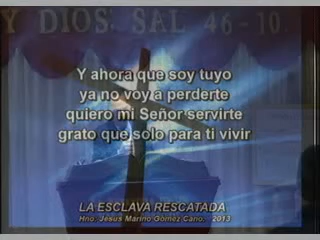 Y DIOS. SAL 46-10
Y ahora que soy tuyo
ya no voy a perderte
quiero mi Señor servirte
grato que solo para ti vivir
LA ESCLAVA RESCATADA
Hno. Jesus Marino Gómez Cano. 2013